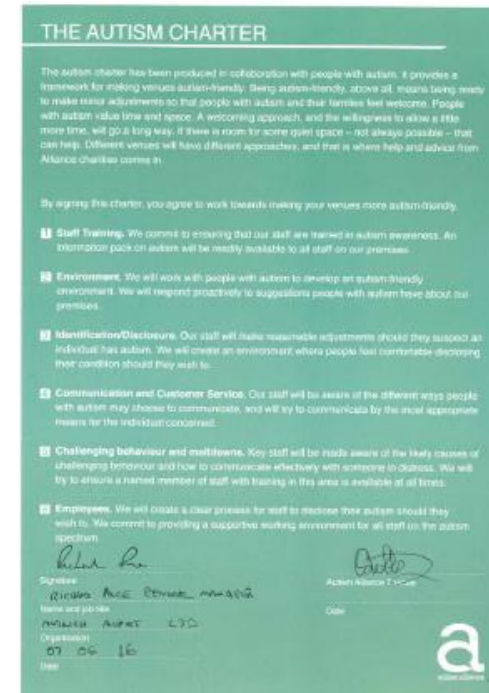 THE AUTISM CHARTER
The autism charter has been produced in collaboration with people with autism. It provides a
framework for making venues autism-friendly. Being autism-friendly, above all, means being ready
to make minor adjustments so that people with autism and their families feel welcome. People
with autism value time and space. A welcoming approach, and the willingness to allow a little
more time, will go a long way. If there is room for some quiet space – not always possible – that
can help. Different venues will have different approaches, and that is where help and advice from
Alliance charities comes in.
By signing this charter, you agree to work towards making your venues more autism-friendly.
1 Staff Training. We commit to ensuring that our staff are trained in autism awareness. An
information pack on autism will be readily available to all staff on our premises.
2 Environment. We will work with people with autism to develop an autism-friendly
environment. We will respond proactively to suggestions people with autism have about our
premises.
3 Identification/Disclosure. Our staff will make reasonable adjustments should they suspect an
individual has autism. We will create an environment where people feel comfortable disclosing
their condition should they wish to.
4 Communication and Customer Service. Our staff will be aware of the different ways people
with autism may choose to communicate, and will try to communicate by the most appropriate
means for the individual concerned.
5 Challenging behaviour and meltdowns. Key staff will be made aware of the likely causes of
challenging behaviour and how to communicate effectively with someone in distress. We will
try to ensure a named member of staff with training in this area is available at all times.
6 Employees. We will create a clear process for staff to disclose their autism should they
wish to. We commit to providing a supportive working environment for all staff on the autism
spectrum.
Signature
Autism Alliance
RICHARD PACE MANAGER
Name and job title
Date
LTD
Organisation
07 06 16
Date
a
autism alliance